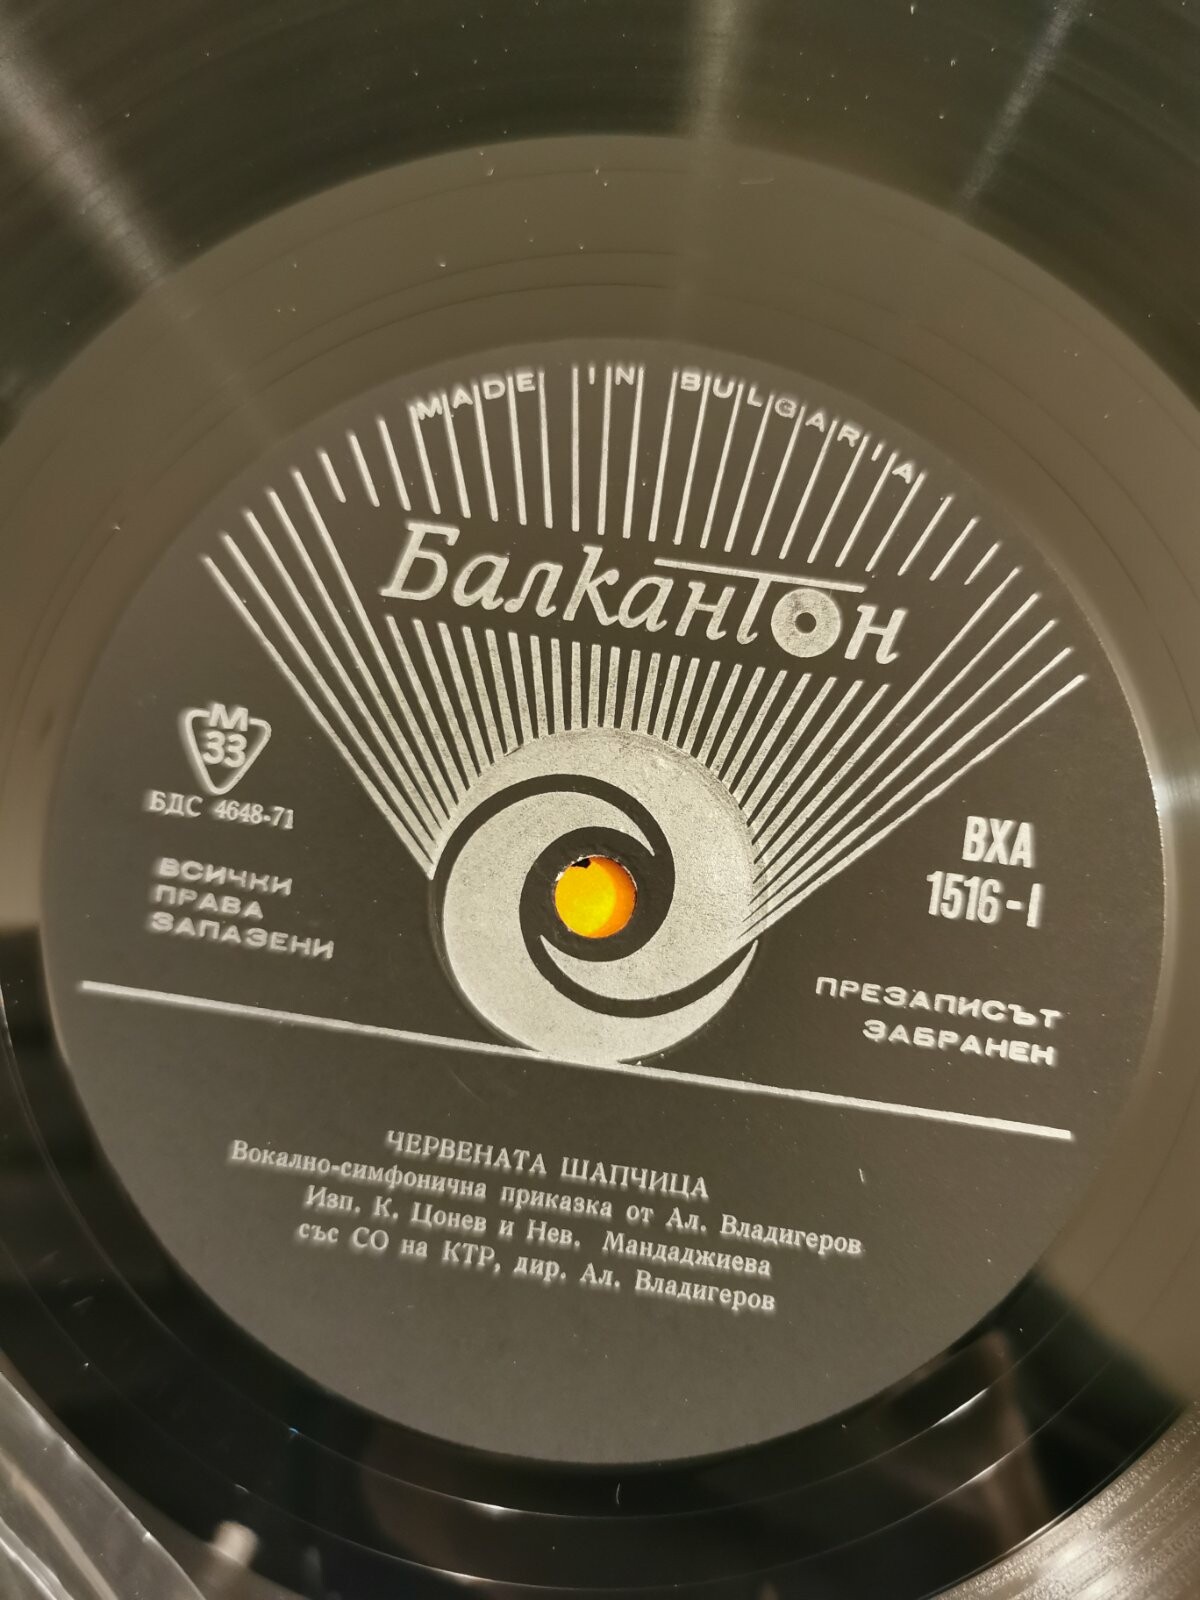 MADE IN BULGARIA
Балкантон
М
33
БДС 4648-71
ВСИЧКИ
ПРАВА
ЗАПАЗЕНИ
ВХА
1516-I
ПРЕЗАПИСЪТ
ЗАБРАНЕН
ЧЕРВЕНАТА ШАПЧИЦА
Вокално-симфонична приказка от Ал. Владигеров
Изп. К. Цонев и Нев. Мандаджиева
със СО на КТР, дир. Ал. Владигеров